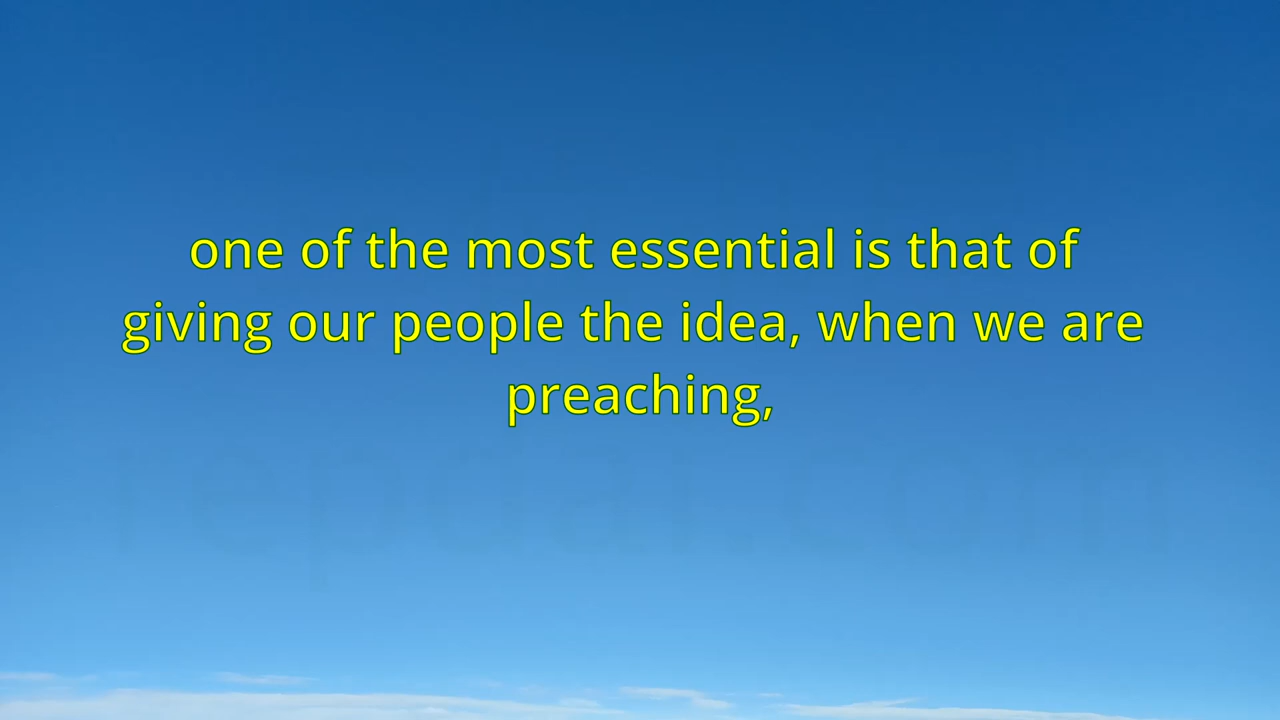 one of the most essential is that of
giving our people the idea, when we are
preaching,